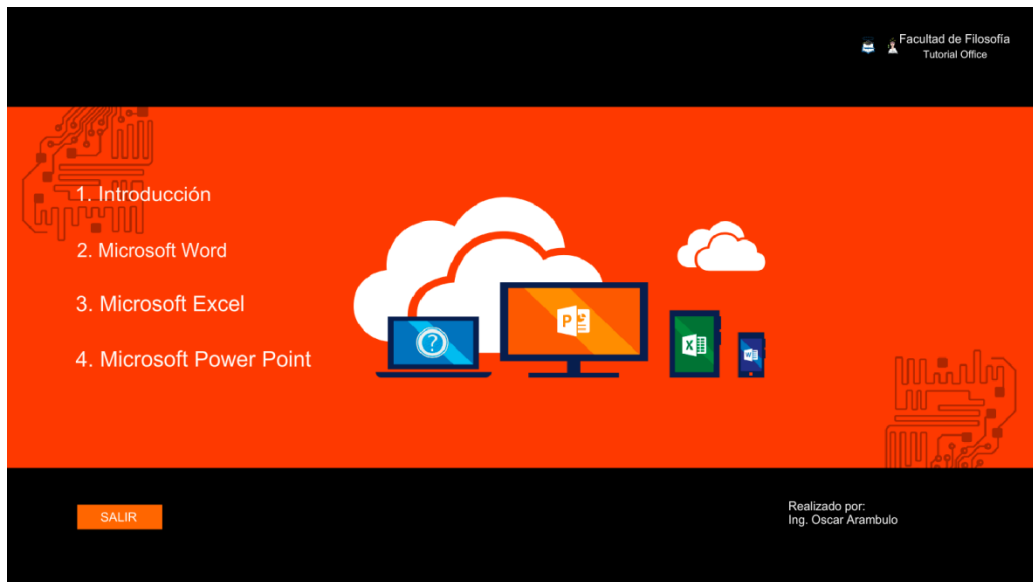 Facultad de Filosofía
Tutorial Office
1. Introducción
2. Microsoft Word
3. Microsoft Excel
4. Microsoft Power Point
?
P
X
W
SALIR
Realizado por:
Ing. Oscar Arambulo